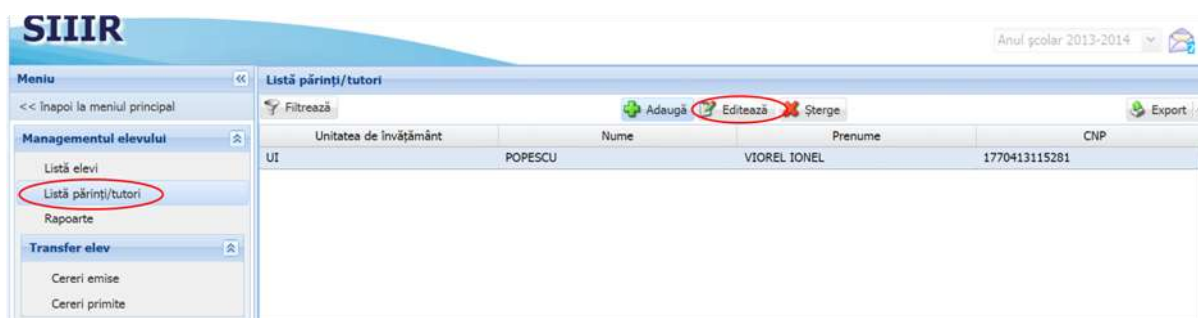 SIIIR
Anul școlar 2013-2014
Meniu
<< Înapoi la meniul principal
Managementul elevului
Listă elevi
Listă părinți/tutori
Rapoarte
Transfer elev
Cereri emise
Cereri primite
Listă părinți/tutori
Filtrează Adaugă Editează Șterge Export
Unitatea de învățământ Nume Prenume CNP
UI POPESCU VIOREL IONEL 1770413115281